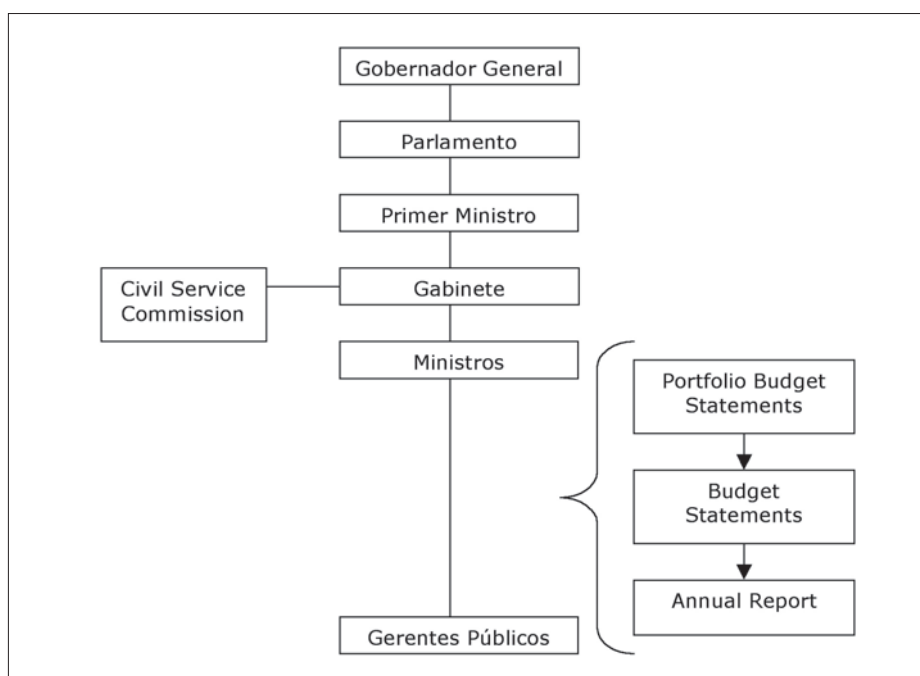 Gobernador General
Parlamento
Primer Ministro
Civil Service
Commission
Gabinete
Ministros
Portfolio Budget
Statements
Budget
Statements
Annual Report
Gerentes Públicos